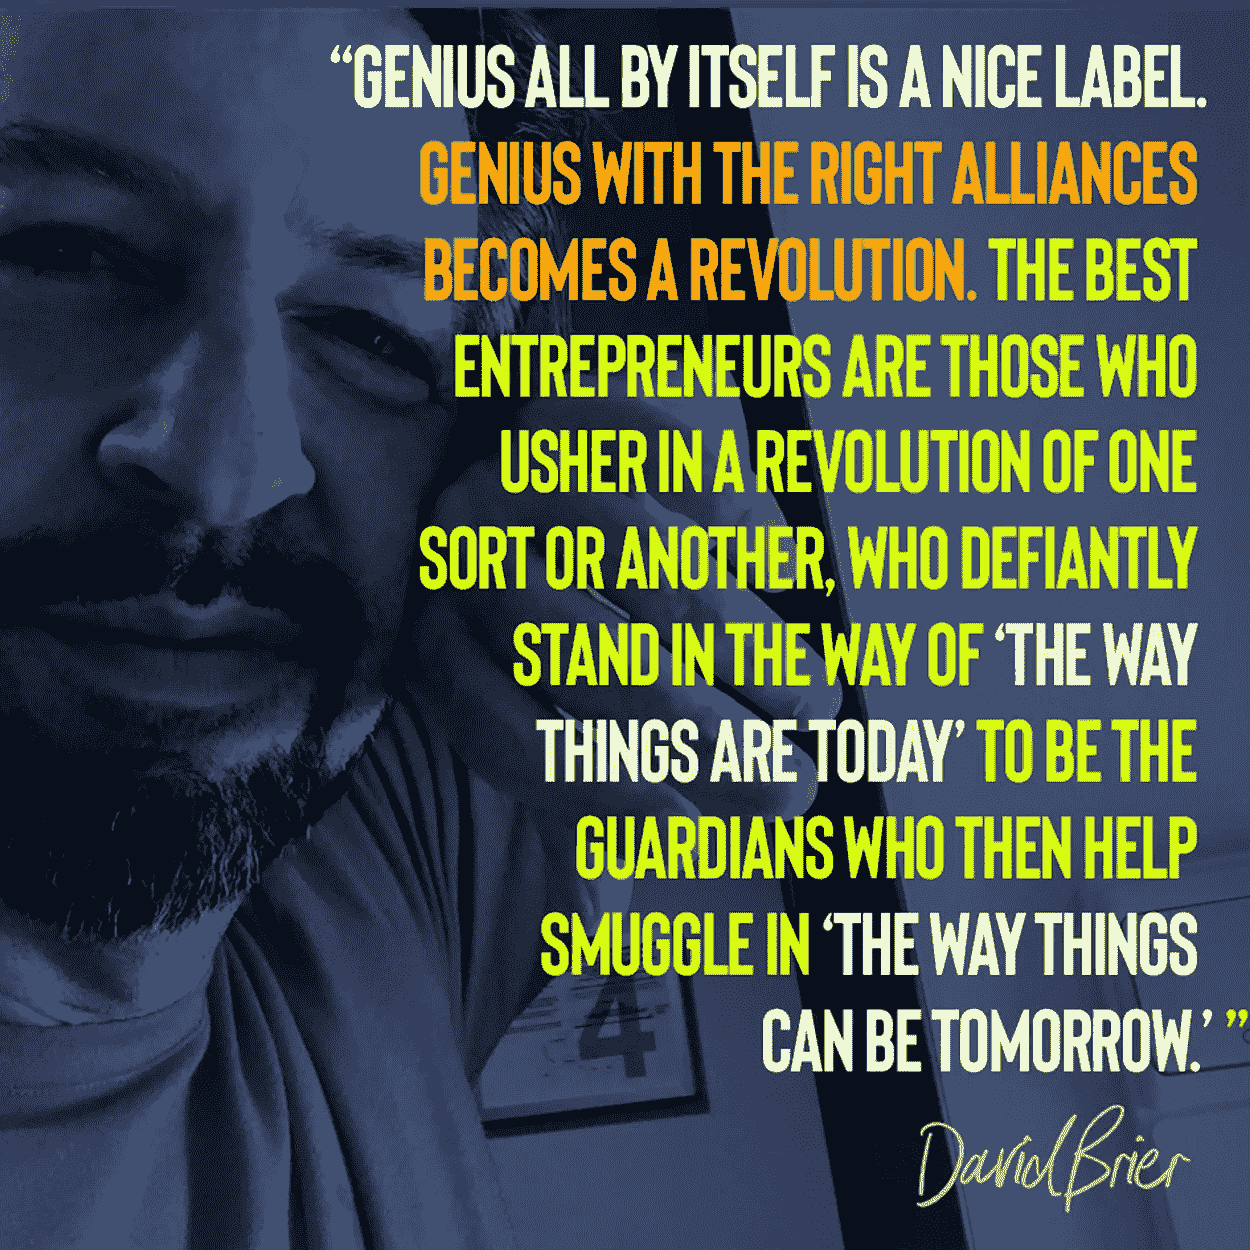 “GENIUS ALL BY ITSELF IS A NICE LABEL.
GENIUS WITH THE RIGHT ALLIANCES
BECOMES A REVOLUTION. THE BEST
ENTREPRENEURS ARE THOSE WHO
USHER IN A REVOLUTION OF ONE
SORT OR ANOTHER, WHO DEFIANTLY
STAND IN THE WAY OF ‘THE WAY
THINGS ARE TODAY’ TO BE THE
GUARDIANS WHO THEN HELP
SMUGGLE IN ‘THE WAY THINGS
CAN BE TOMORROW.’ ”
4
David Brier